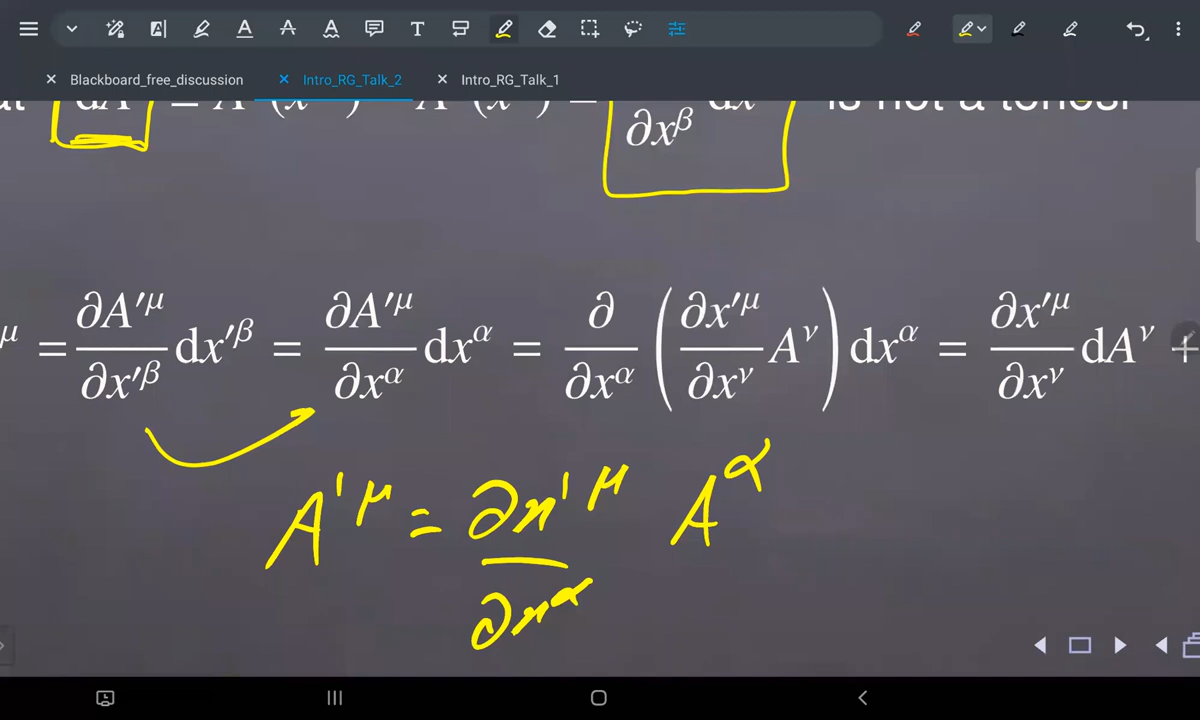 Blackboard_free_discussion Intro_RG_Talk_2 Intro_RG_Talk_1
∂x^β
^μ = ∂A'^μ/∂x'^β dx'^β = ∂A'^μ/∂x^α dx^α = ∂/∂x^α (∂x'^μ/∂x^ν A^ν) dx^α = ∂x'^μ/∂x^ν dA^ν +
A'^μ = ∂x'^μ/∂x^α A^α